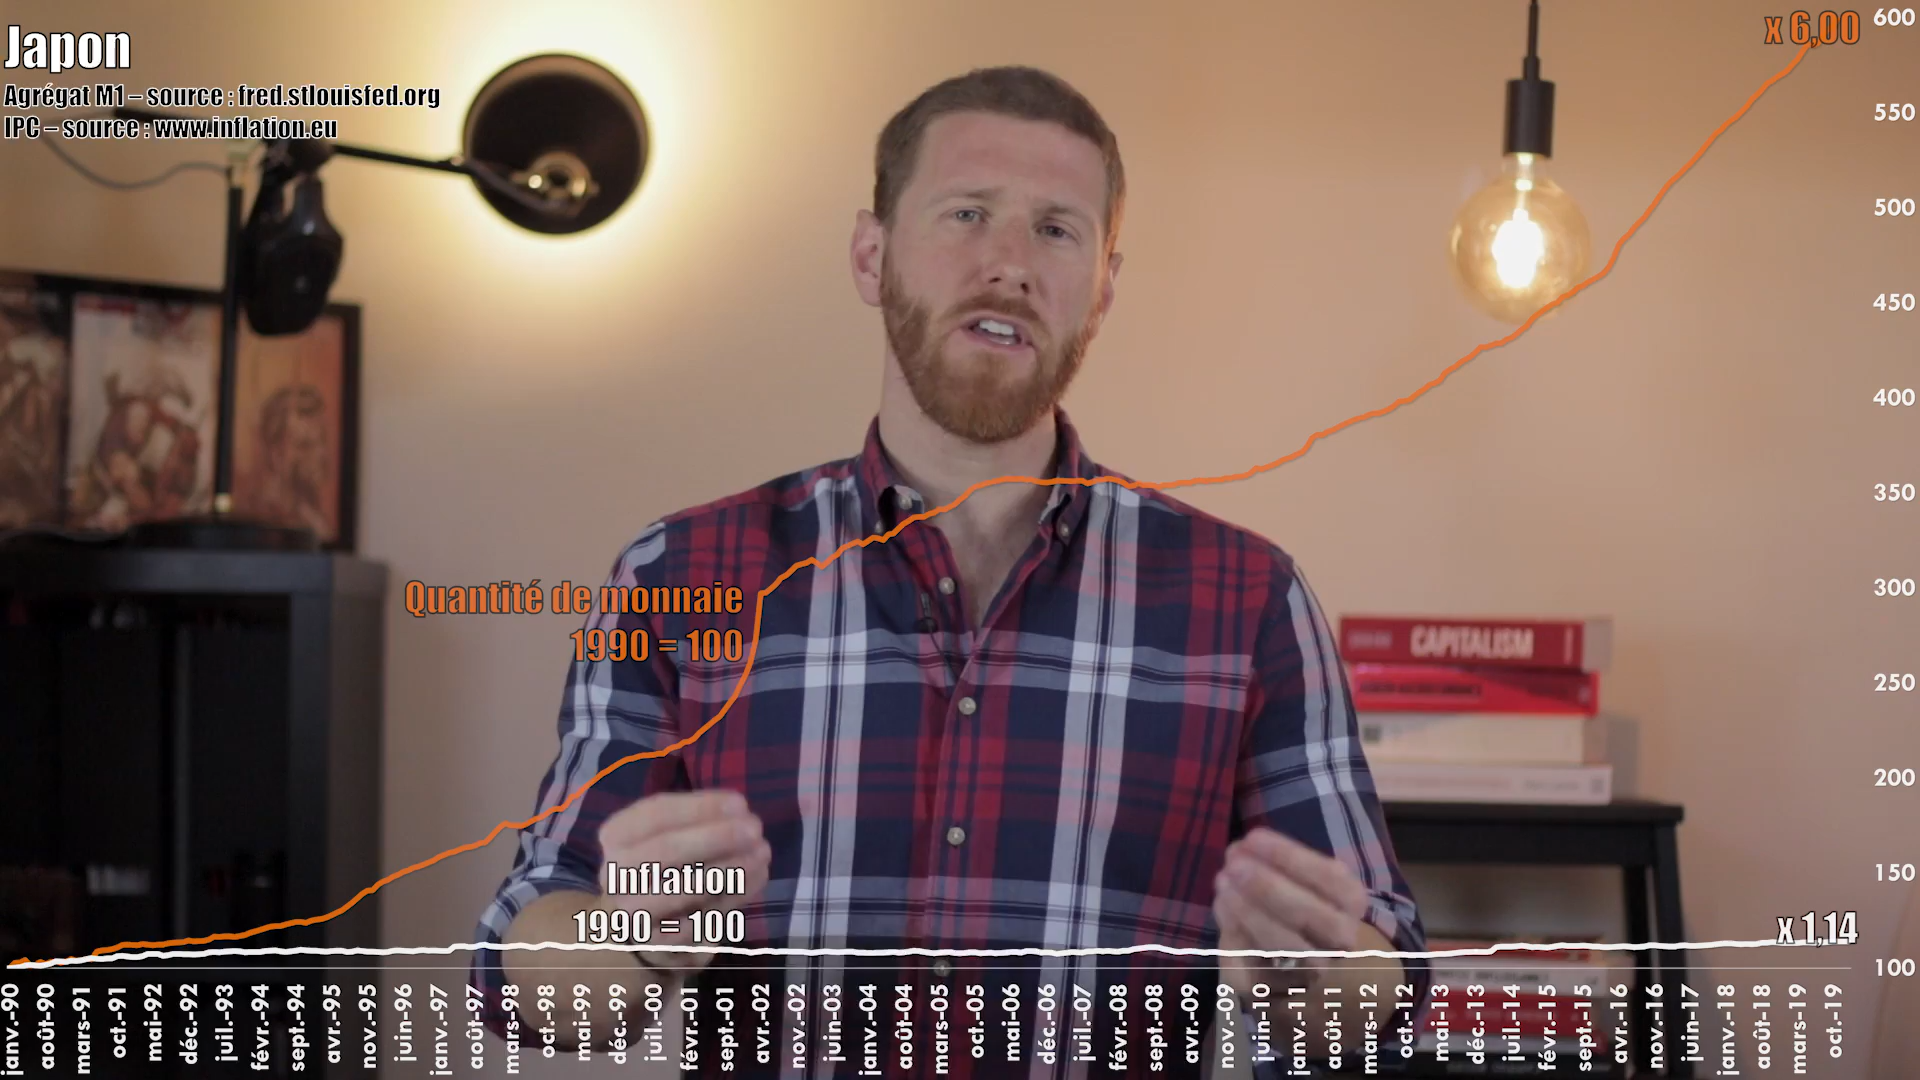 Japon
Agrégat M1 – source : fred.stlouisfed.org
IPC – source : www.inflation.eu
x 6,00
600
550
500
450
400
350
300
250
200
150
100
Quantité de monnaie
1990 = 100
CAPITALISM
Inflation
1990 = 100
x 1,14
janv.-90
août-90
mars-91
oct.-91
mai-92
déc.-92
juil.-93
févr.-94
sept.-94
avr.-95
nov.-95
juin-96
janv.-97
août-97
mars-98
oct.-98
mai-99
déc.-99
juil.-00
févr.-01
sept.-01
avr.-02
nov.-02
juin-03
janv.-04
août-04
mars-05
oct.-05
mai-06
déc.-06
juil.-07
févr.-08
sept.-08
avr.-09
nov.-09
juin-10
janv.-11
août-11
mars-12
oct.-12
mai-13
déc.-13
juil.-14
févr.-15
sept.-15
avr.-16
nov.-16
juin-17
janv.-18
août-18
mars-19
oct.-19